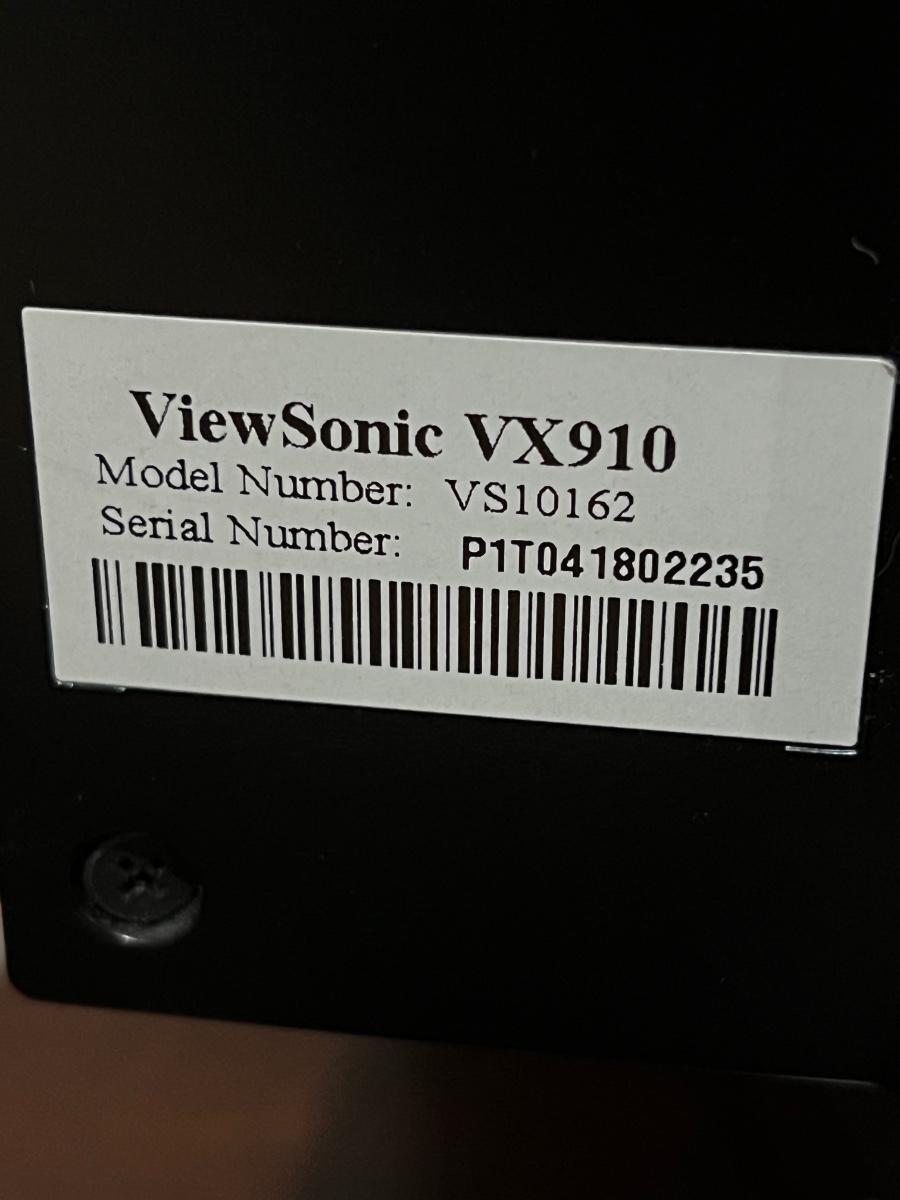 ViewSonic VX910
Model Number: VS10162
Serial Number: P1T041802235